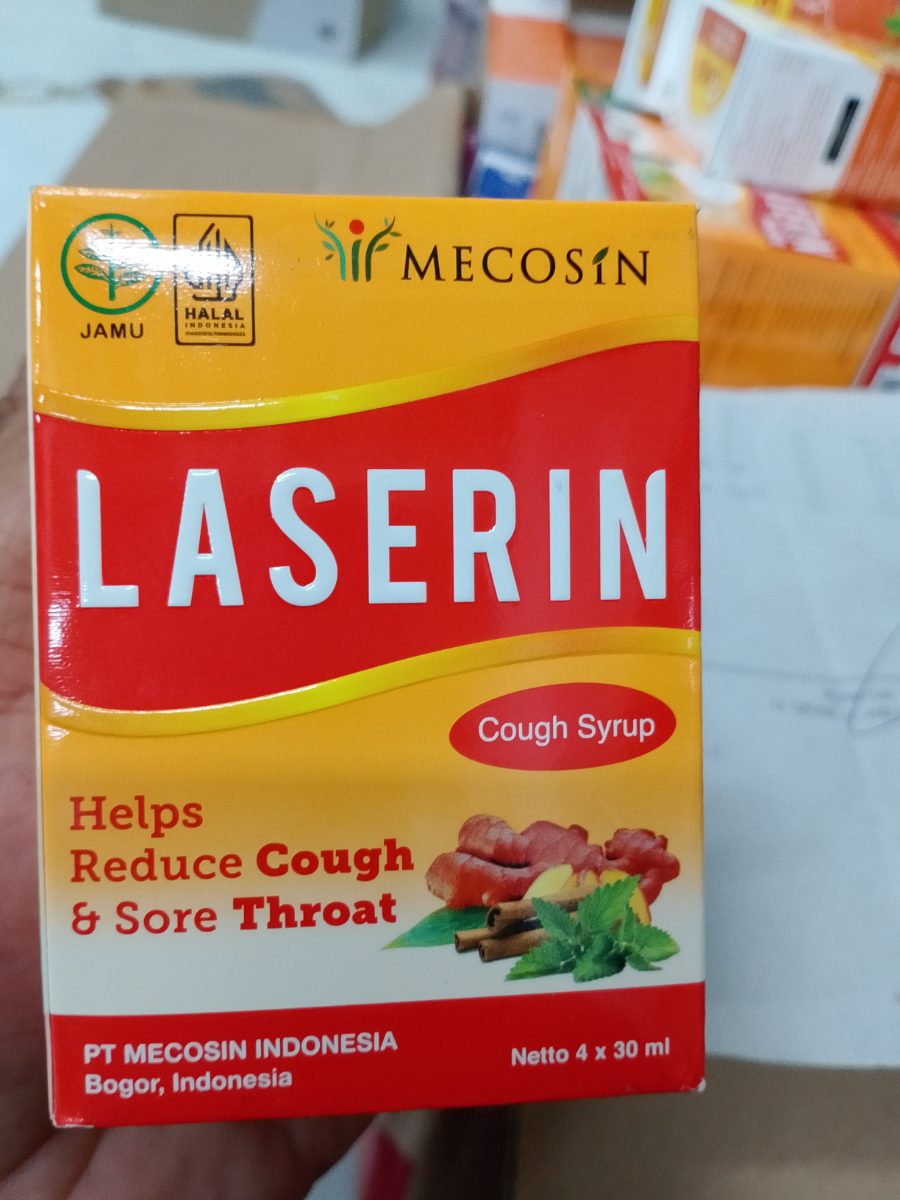 MECOSIN
JAMU
HALAL
INDONESIA
LASERIN
Cough Syrup
Helps
Reduce Cough
& Sore Throat
PT MECOSIN INDONESIA
Bogor, Indonesia
Netto 4 x 30 ml